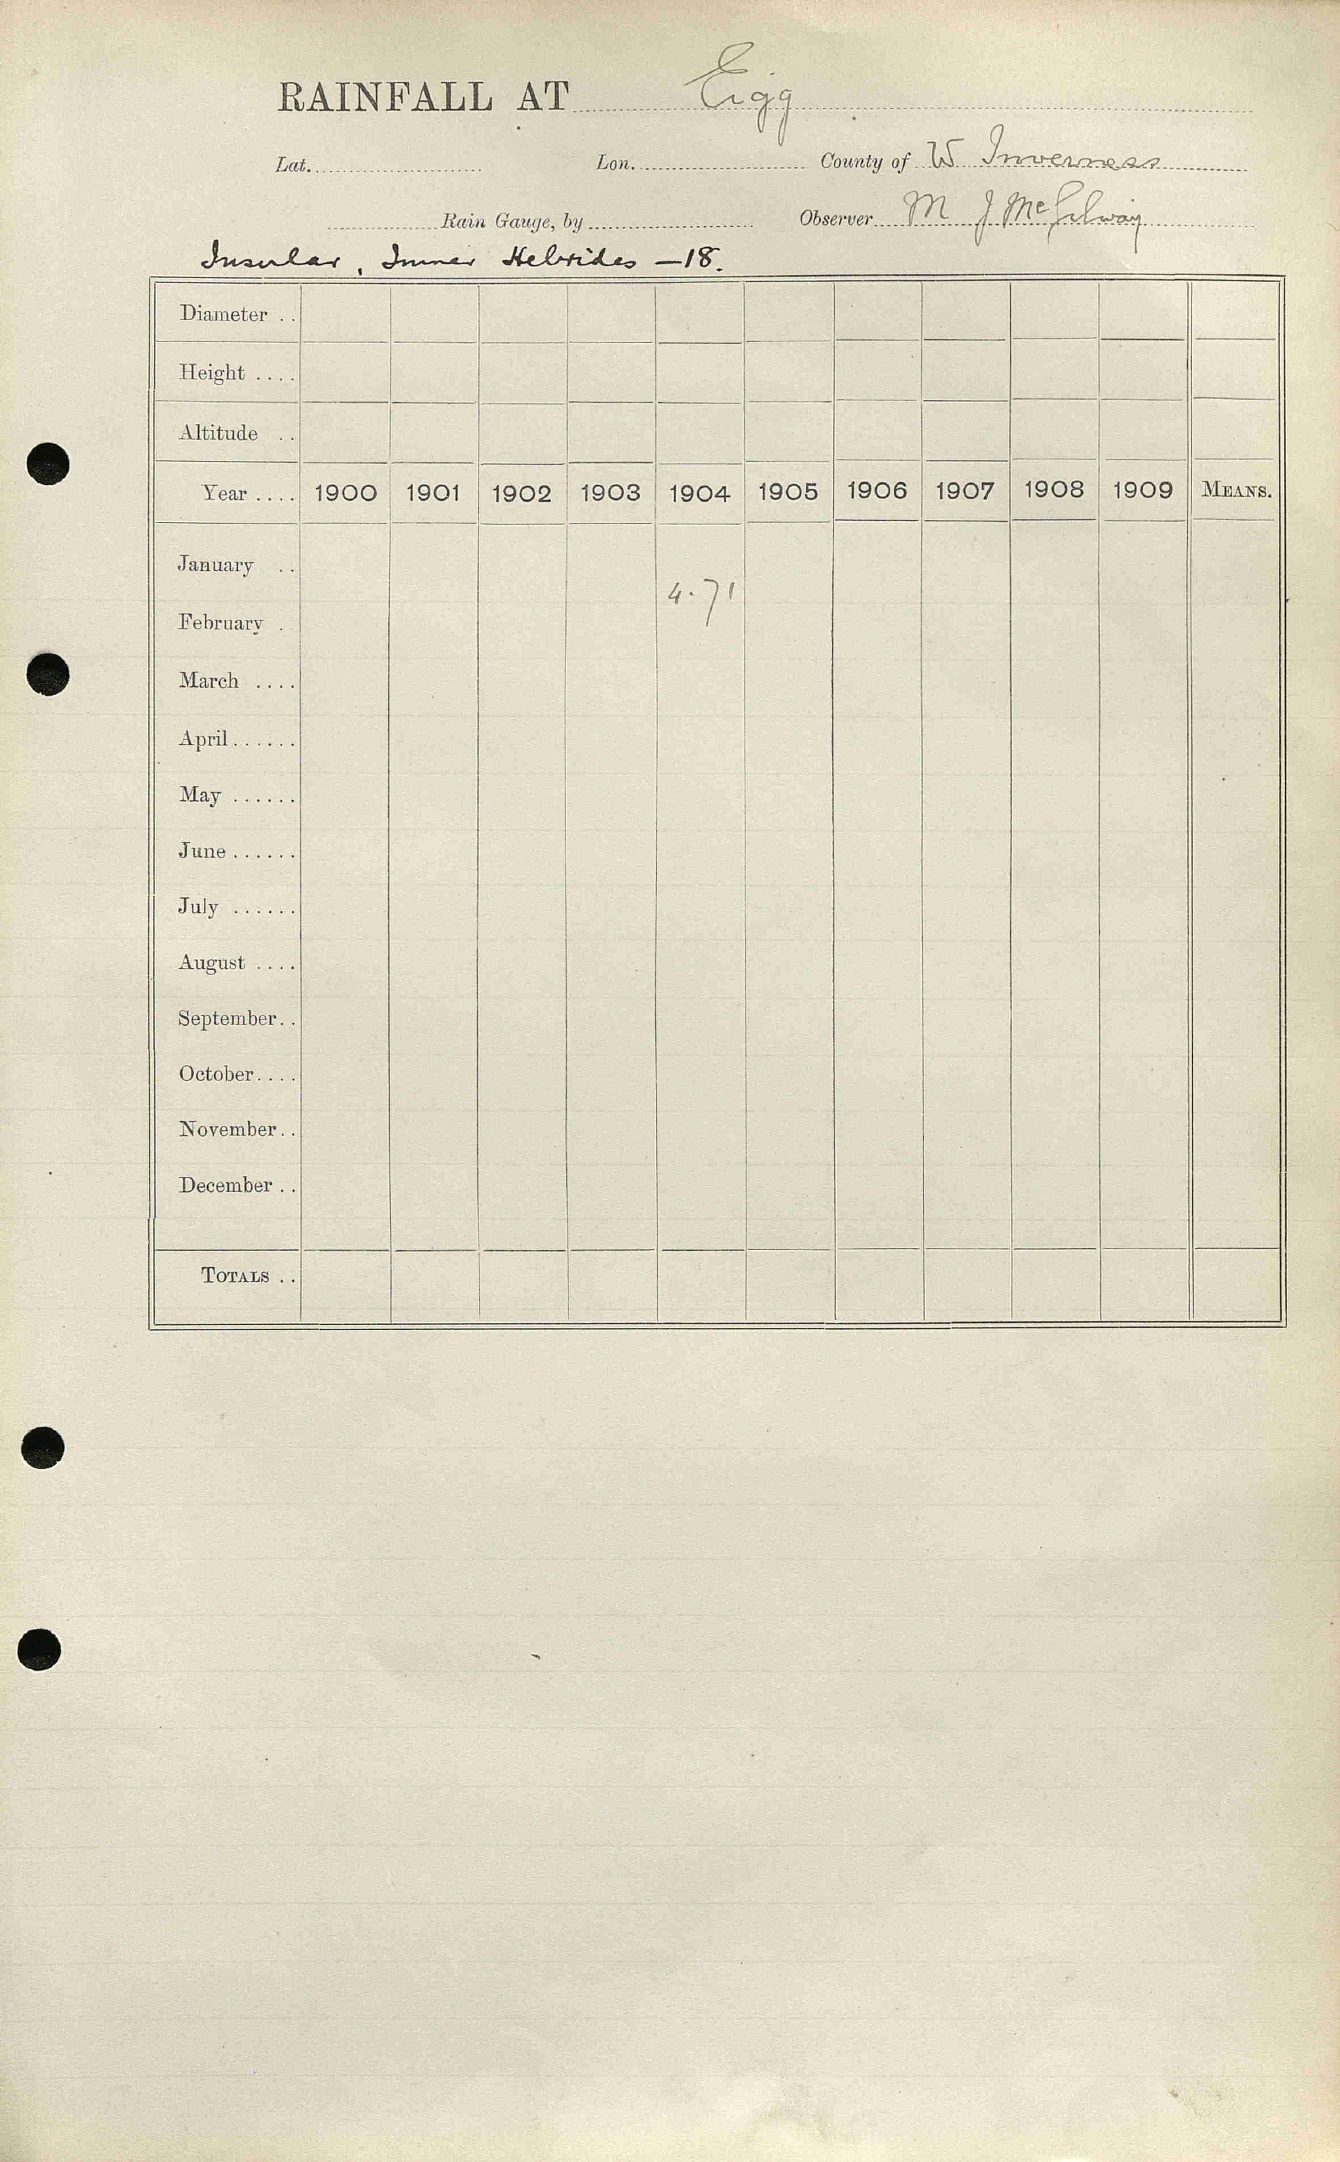 RAINFALL AT Eigg
Lat. Lon. County of W Inverness
Rain Gauge, by Observer M J McGilway
Insular, Inner Hebrides —18.
Diameter ..
Height ....
Altitude ..
Year .... 1900 1901 1902 1903 1904 1905 1906 1907 1908 1909 MEANS.
January ..
4.71
February .
March ....
April ......
May ......
June ......
July ......
August ....
September..
October....
November..
December ..
TOTALS ..